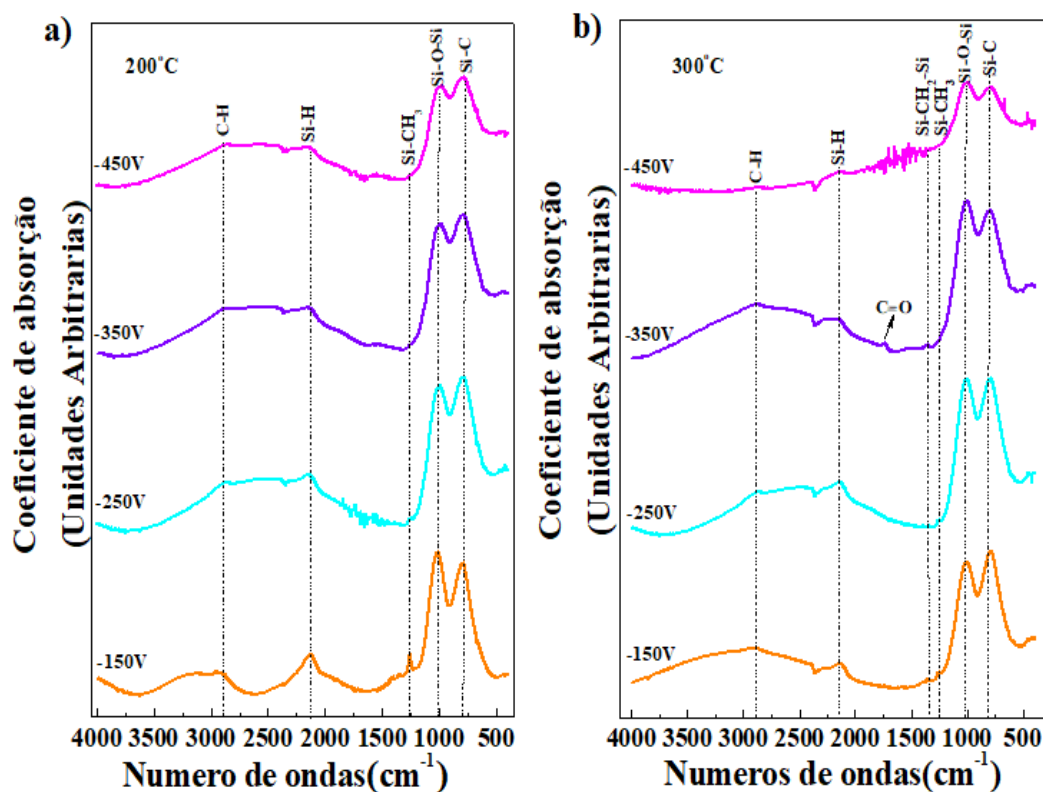 a)
200°C
C-H
Si-H
Si-CH3
Si-O-Si
Si-C
-450V
-350V
-250V
-150V
Coeficiente de absorção
(Unidades Arbitrarias)
4000 3500 3000 2500 2000 1500 1000 500
Numero de ondas(cm-1)
b)
300°C
C-H
Si-H
Si-CH2-Si
Si-CH3
Si-O-Si
Si-C
-450V
C=O
-350V
-250V
-150V
Coeficiente de absorção
(Unidades Arbitrarias)
4000 3500 3000 2500 2000 1500 1000 500
Numeros de ondas(cm-1)